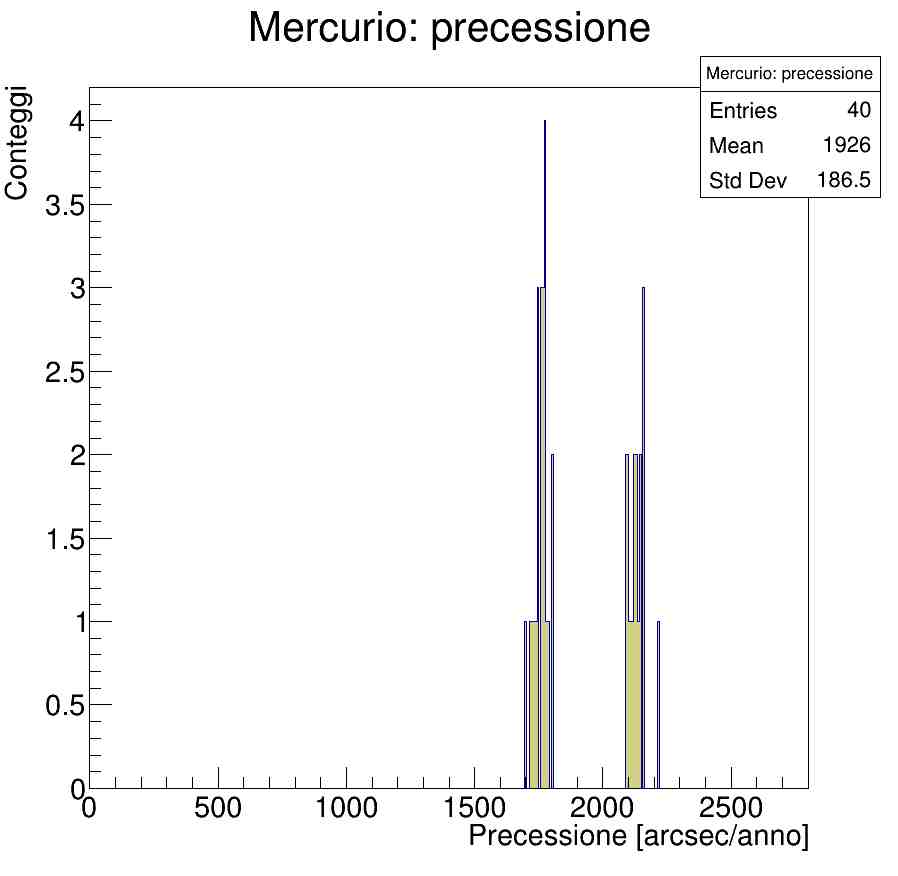 Mercurio: precessione
Mercurio: precessione
Entries 40
Mean 1926
Std Dev 186.5
Conteggi
4
3.5
3
2.5
2
1.5
1
0.5
0
0 500 1000 1500 2000 2500
Precessione [arcsec/anno]